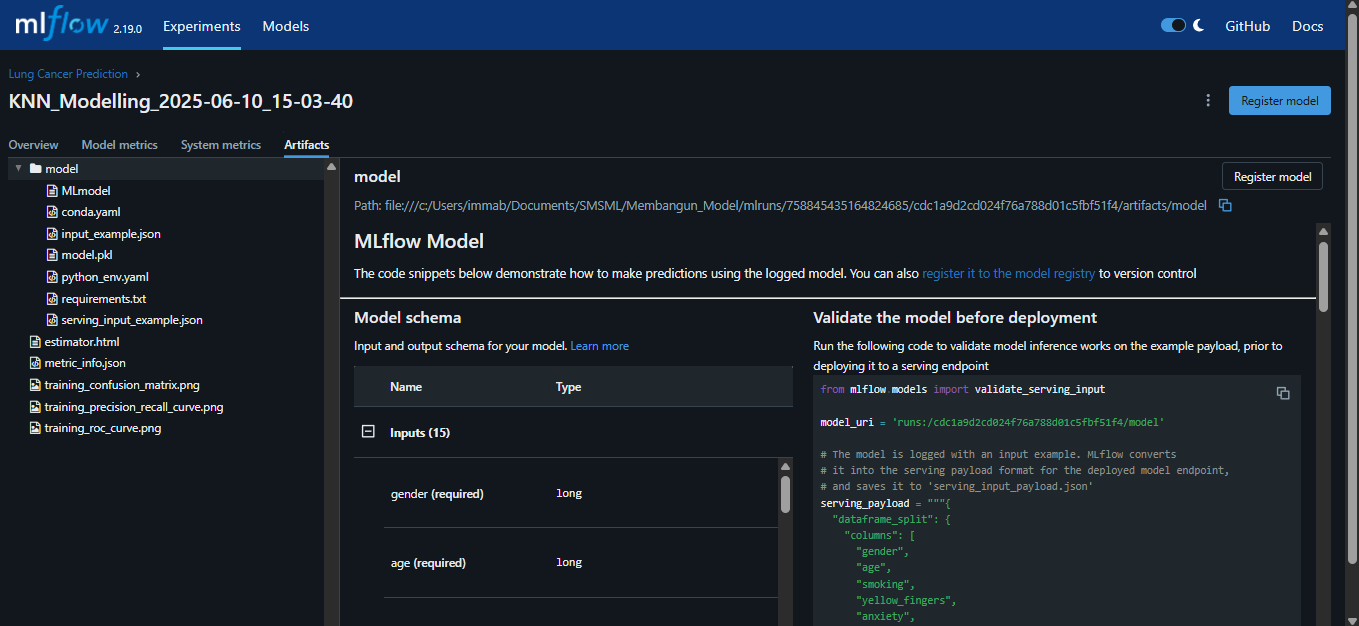 mlflow 2.19.0 Experiments Models GitHub Docs
Lung Cancer Prediction ›
KNN_Modelling_2025-06-10_15-03-40
Register model
Overview Model metrics System metrics Artifacts
model
MLmodel
conda.yaml
input_example.json
model.pkl
python_env.yaml
requirements.txt
serving_input_example.json
estimator.html
metric_info.json
training_confusion_matrix.png
training_precision_recall_curve.png
training_roc_curve.png
model
Register model
Path: file:///c:/Users/immab/Documents/SMSML/Membangun_Model/mlruns/758845435164824685/cdc1a9d2cd024f76a788d01c5fbf51f4/artifacts/model
MLflow Model
The code snippets below demonstrate how to make predictions using the logged model. You can also register it to the model registry to version control
Model schema
Input and output schema for your model. Learn more
Name Type
Inputs (15)
gender (required) long
age (required) long
Validate the model before deployment
Run the following code to validate model inference works on the example payload, prior to
deploying it to a serving endpoint
from mlflow.models import validate_serving_input
model_uri = 'runs:/cdc1a9d2cd024f76a788d01c5fbf51f4/model'
# The model is logged with an input example. MLflow converts
# it into the serving payload format for the deployed model endpoint,
# and saves it to 'serving_input_payload.json'
serving_payload = """{
"dataframe_split": {
"columns": [
"gender",
"age",
"smoking",
"yellow_fingers",
"anxiety",